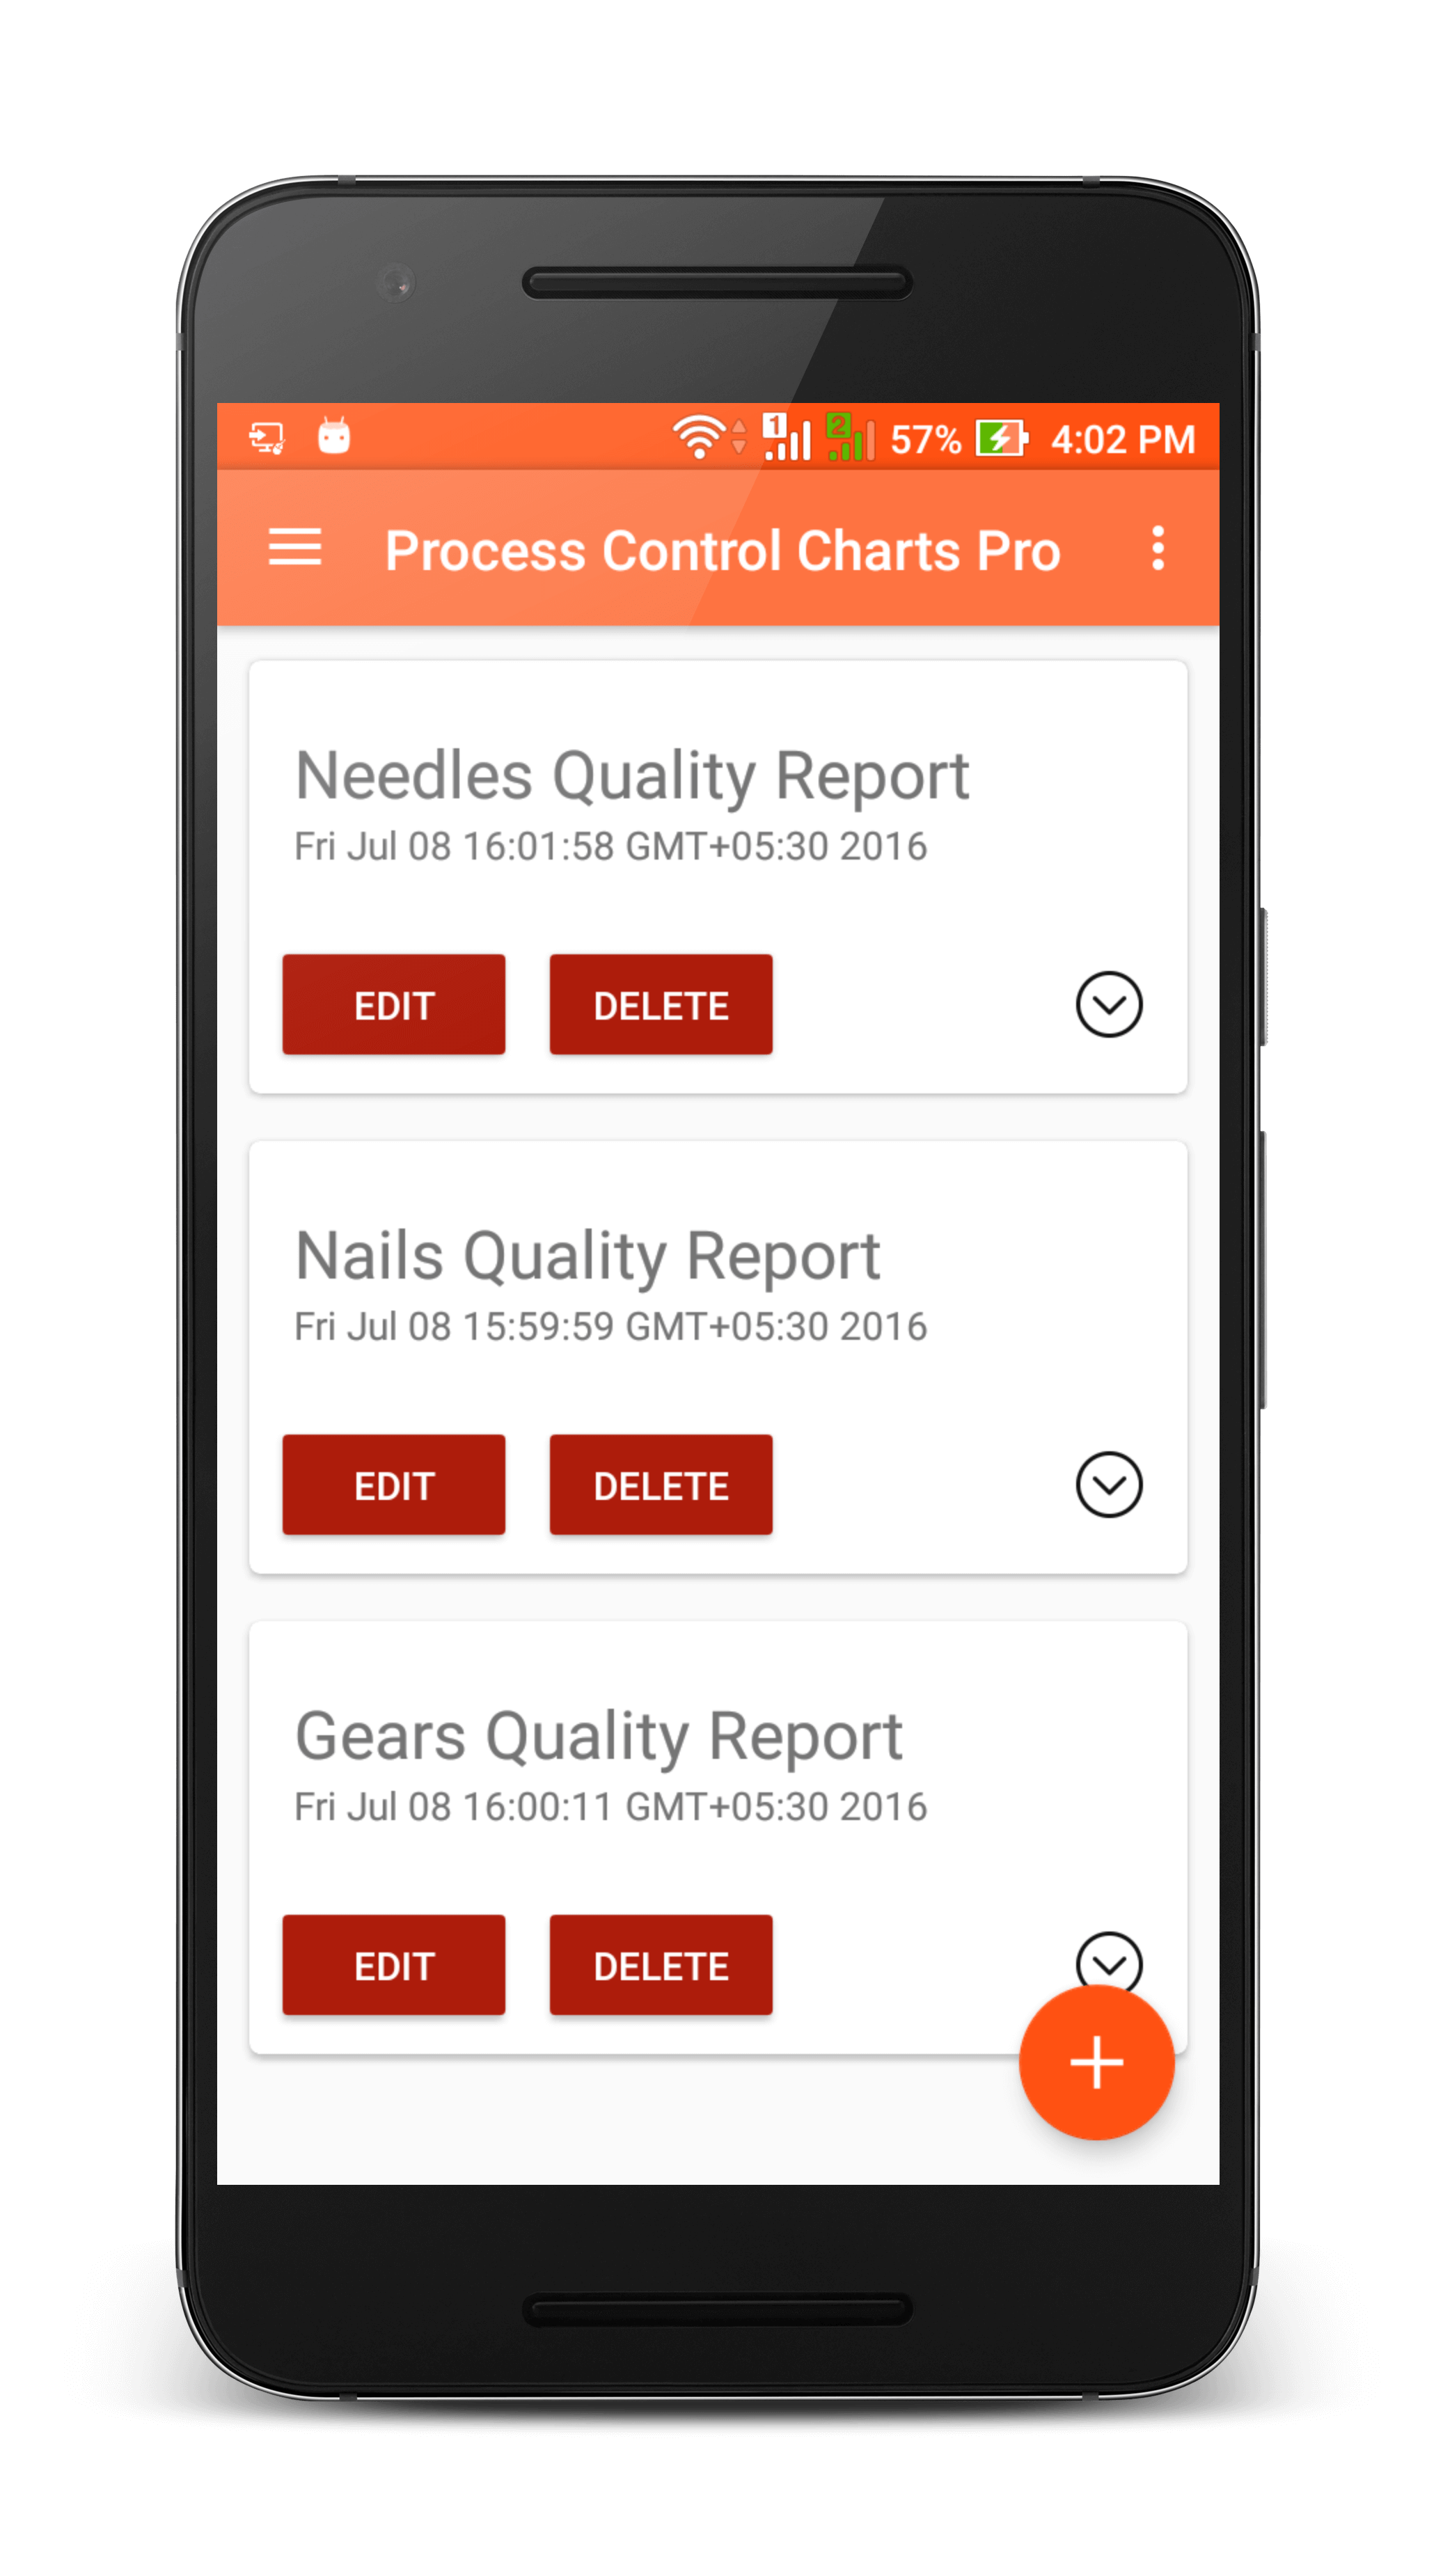 1 2 57% 4:02 PM
Process Control Charts Pro
Needles Quality Report
Fri Jul 08 16:01:58 GMT+05:30 2016
EDIT DELETE
Nails Quality Report
Fri Jul 08 15:59:59 GMT+05:30 2016
EDIT DELETE
Gears Quality Report
Fri Jul 08 16:00:11 GMT+05:30 2016
EDIT DELETE